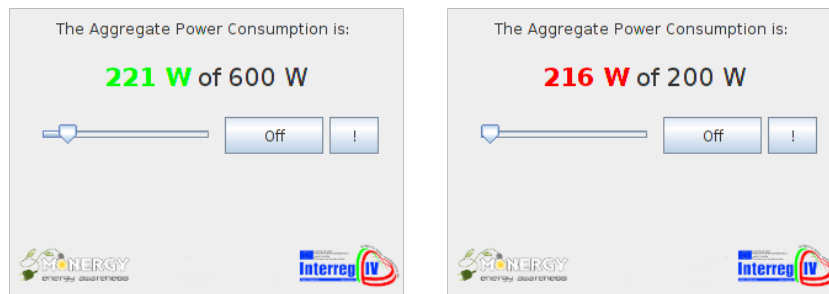 The Aggregate Power Consumption is:
221 W of 600 W
Off
!
MONERGY
energy awareness
Interreg IV
The Aggregate Power Consumption is:
216 W of 200 W
Off
!
MONERGY
energy awareness
Interreg IV